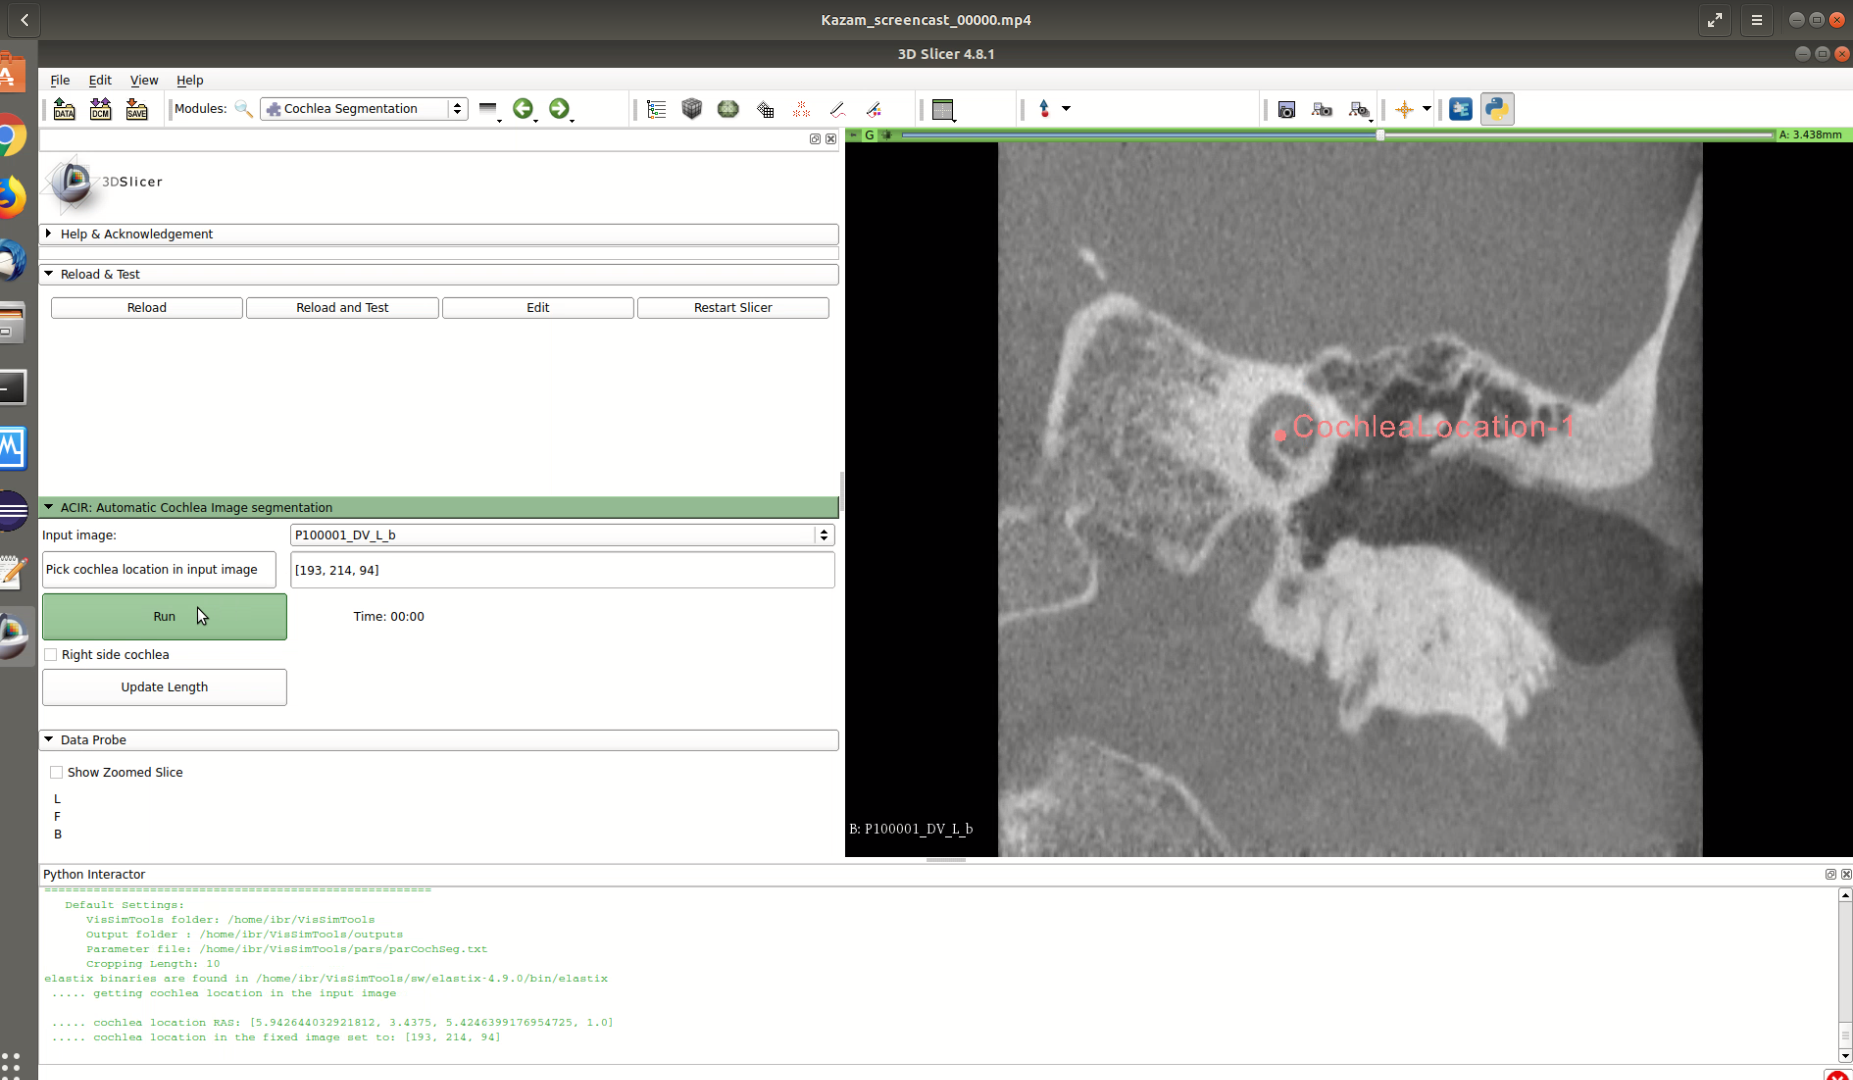 Kazam_screencast_00000.mp4
3D Slicer 4.8.1
File Edit View Help
DATA DCM SAVE Modules: Cochlea Segmentation
G A: 3.438mm
3DSlicer
Help & Acknowledgement
Reload & Test
Reload Reload and Test Edit Restart Slicer
CochleaLocation-1
ACIR: Automatic Cochlea Image segmentation
Input image: P100001_DV_L_b
Pick cochlea location in input image [193, 214, 94]
Run Time: 00:00
Right side cochlea
Update Length
Data Probe
Show Zoomed Slice
L
F
B
B: P100001_DV_L_b
Python Interactor
=======================================================
Default Settings:
VisSimTools folder: /home/ibr/VisSimTools
Output folder : /home/ibr/VisSimTools/outputs
Parameter file: /home/ibr/VisSimTools/pars/parCochSeg.txt
Cropping Length: 10
elastix binaries are found in /home/ibr/VisSimTools/sw/elastix-4.9.0/bin/elastix
..... getting cochlea location in the input image
..... cochlea location RAS: [5.942644032921812, 3.4375, 5.4246399176954725, 1.0]
..... cochlea location in the fixed image set to: [193, 214, 94]